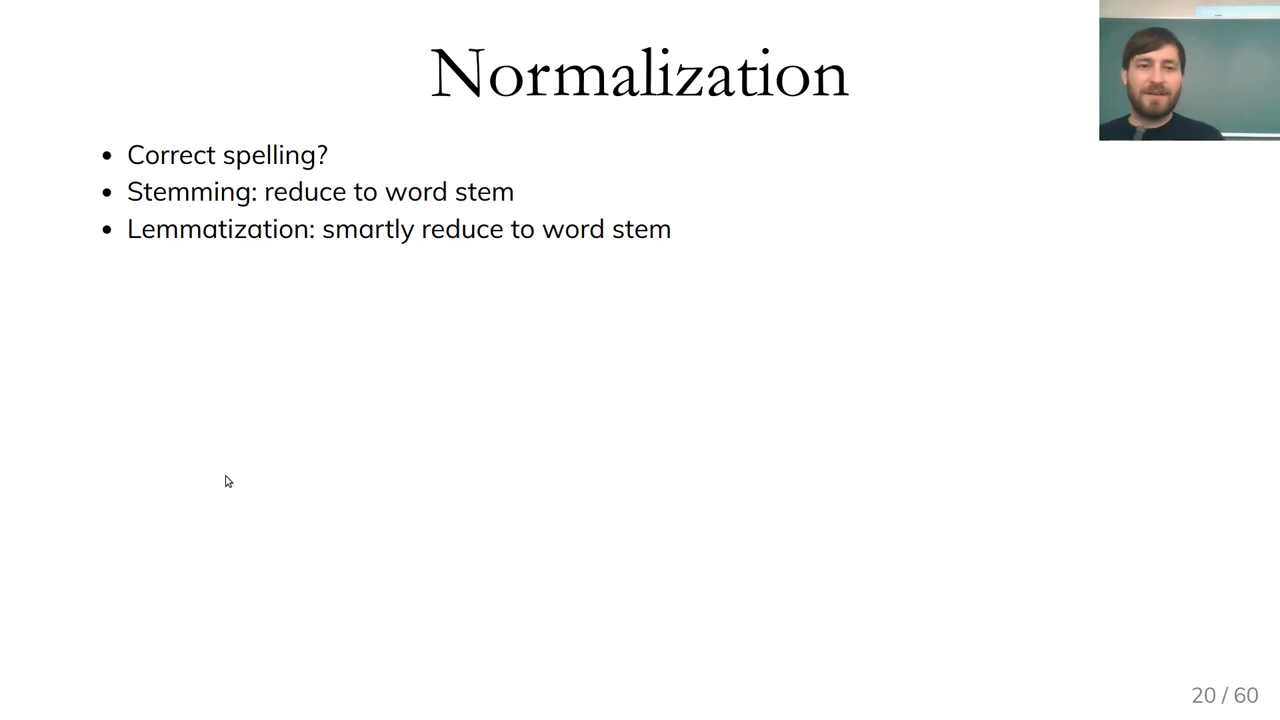 Normalization
• Correct spelling?
• Stemming: reduce to word stem
• Lemmatization: smartly reduce to word stem
20 / 60